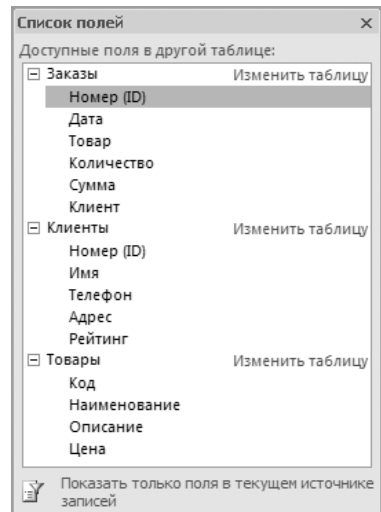 Список полей
Доступные поля в другой таблице:
Заказы Изменить таблицу
Номер (ID)
Дата
Товар
Количество
Сумма
Клиент
Клиенты Изменить таблицу
Номер (ID)
Имя
Телефон
Адрес
Рейтинг
Товары Изменить таблицу
Код
Наименование
Описание
Цена
Показать только поля в текущем источнике
записей